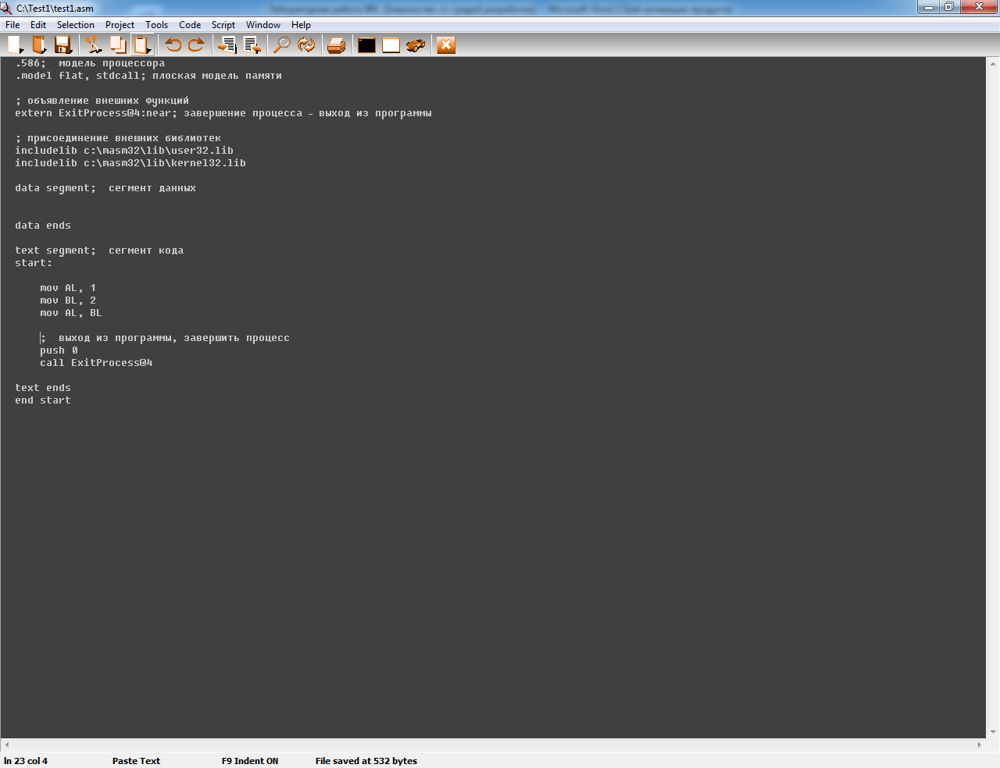 C:\Test1\test1.asm
File Edit Selection Project Tools Code Script Window Help
.586;  модель процессора
.model flat, stdcall; плоская модель памяти
; объявление внешних функций
extern ExitProcess@4:near; завершение процесса - выход из программы
; присоединение внешних библиотек
includelib c:\masm32\lib\user32.lib
includelib c:\masm32\lib\kernel32.lib
data segment;  сегмент данных
data ends
text segment;  сегмент кода
start:
mov AL, 1
mov BL, 2
mov AL, BL
;  выход из программы, завершить процесс
push 0
call ExitProcess@4
text ends
end start
ln 23 col 4 Paste Text F9 Indent ON File saved at 532 bytes